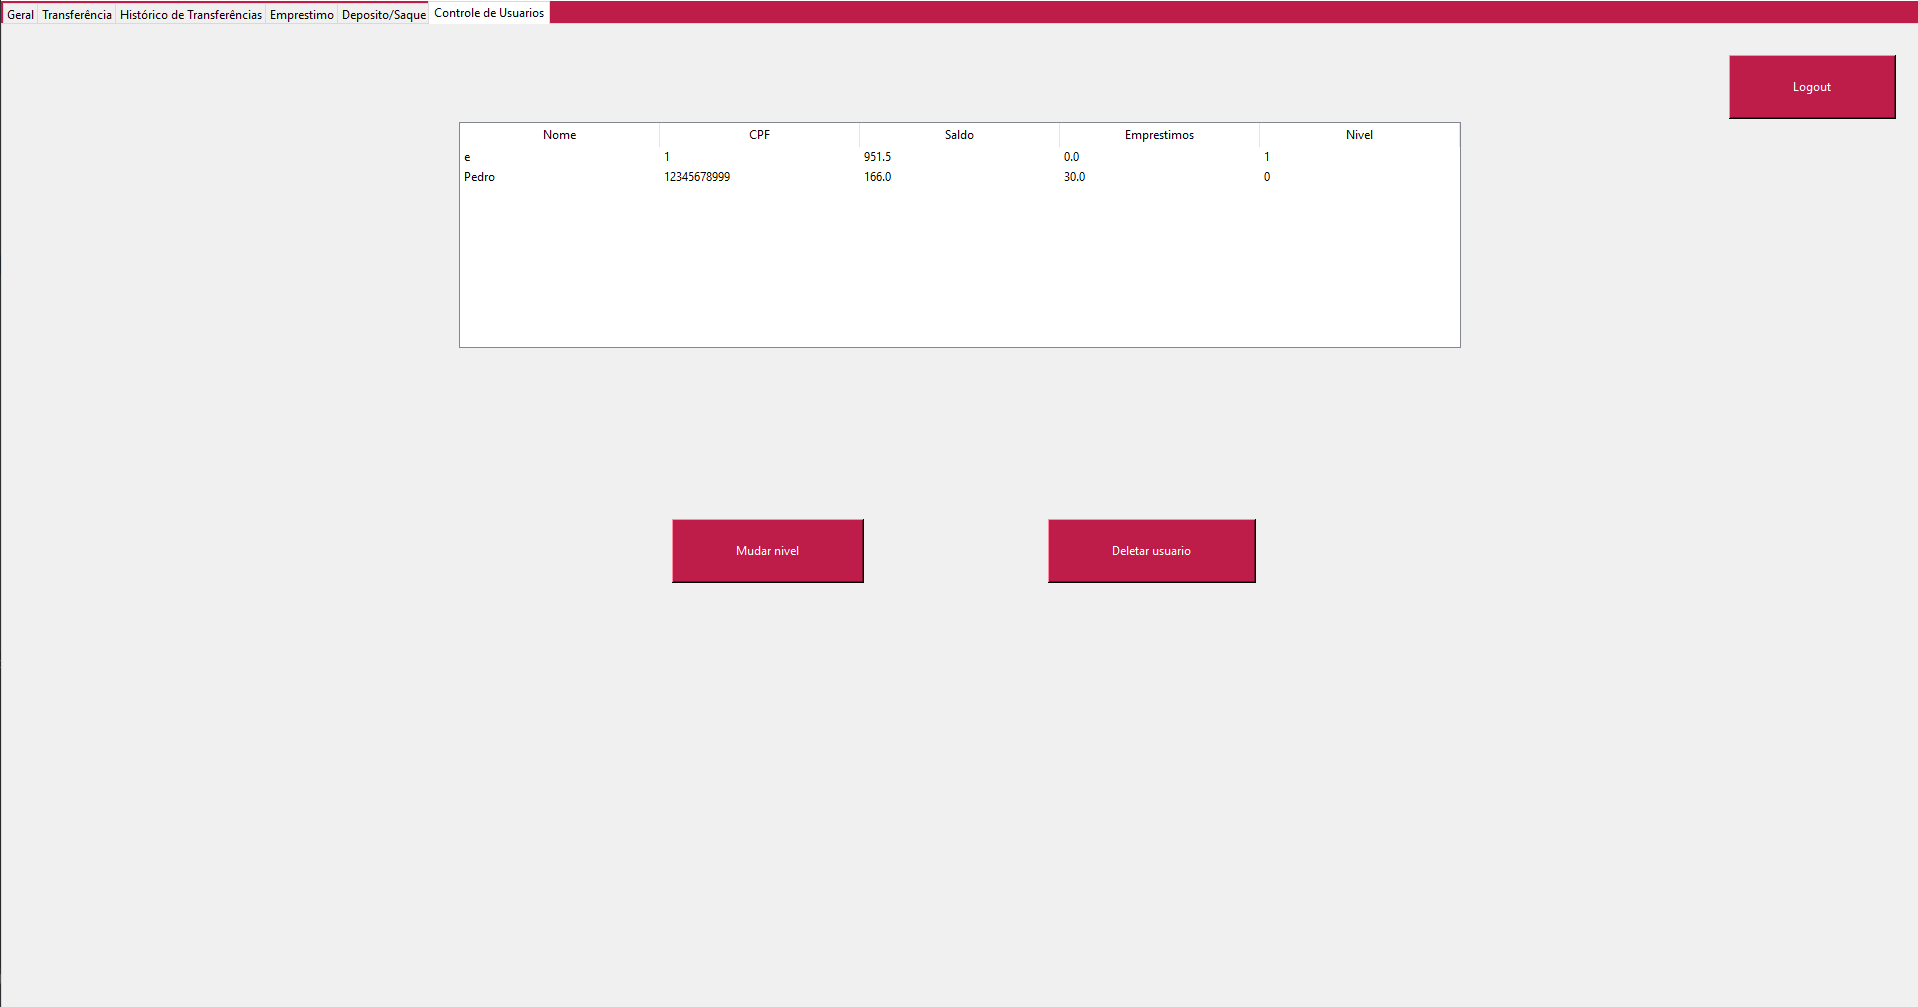 Geral Transferência Histórico de Transferências Emprestimo Deposito/Saque Controle de Usuarios
Logout
Nome CPF Saldo Emprestimos Nivel
e 1 951.5 0.0 1
Pedro 12345678999 166.0 30.0 0
Mudar nivel Deletar usuario